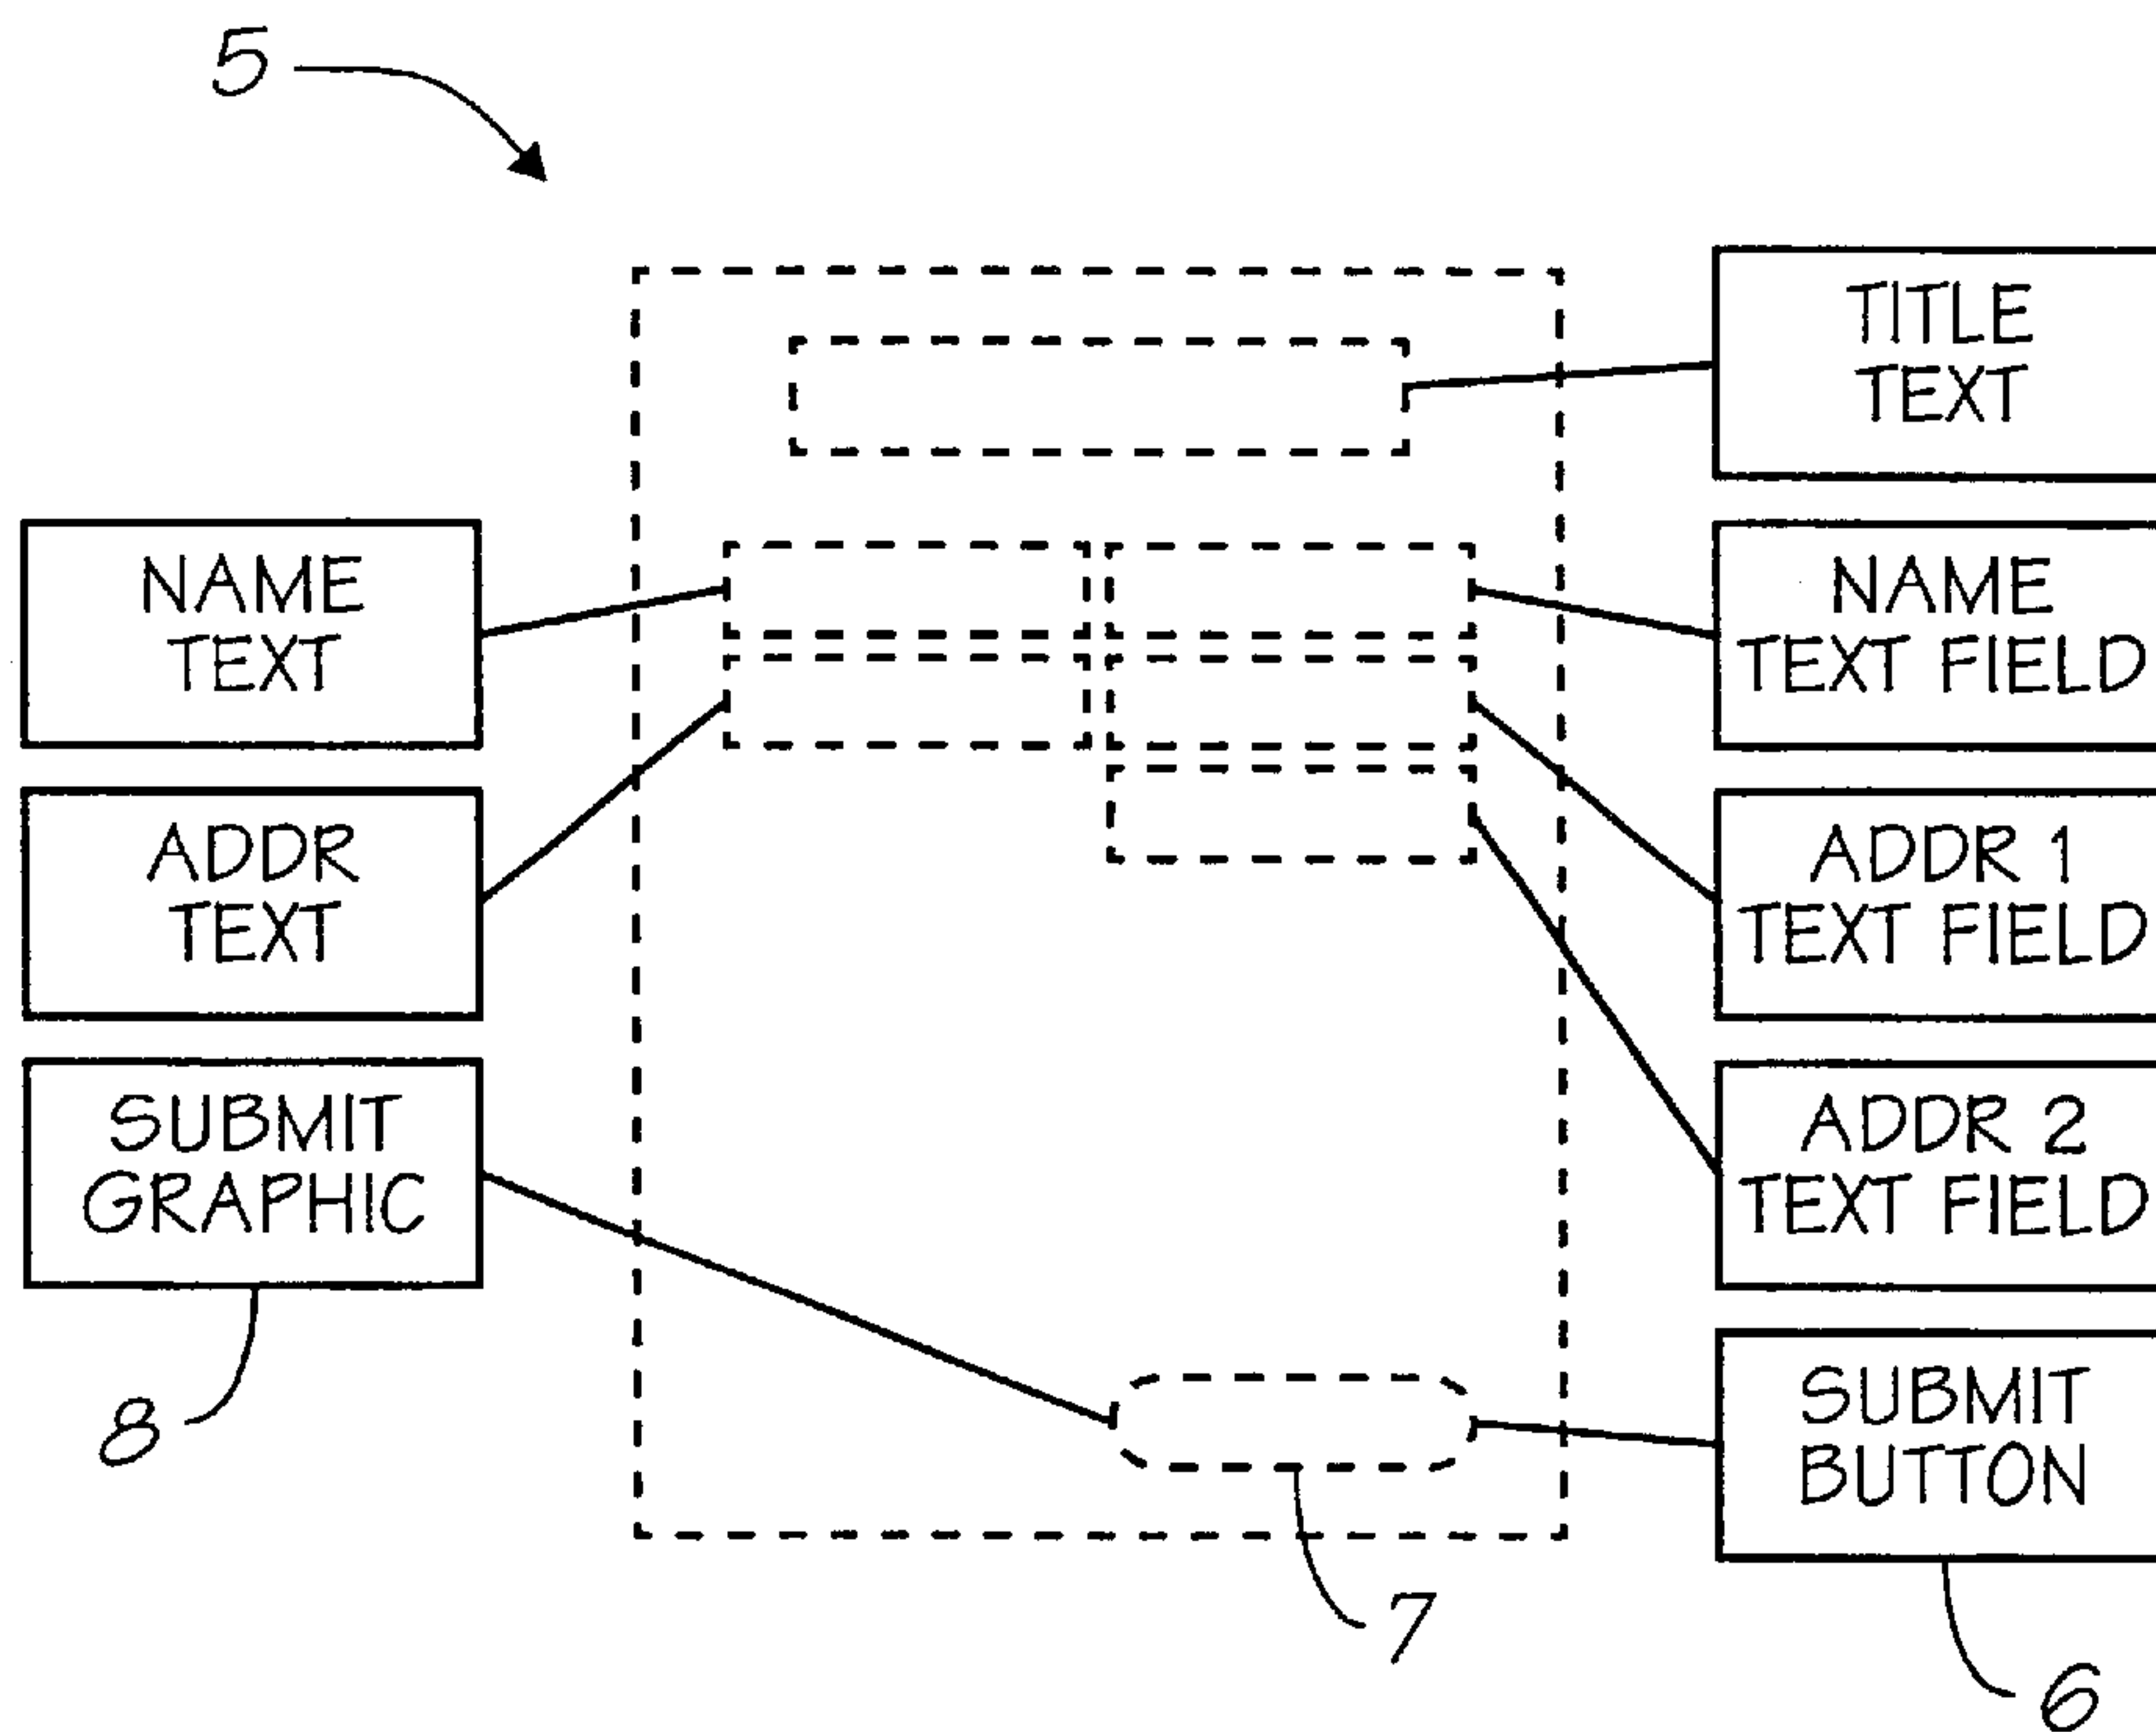 5
TITLE
TEXT
NAME
TEXT
NAME
TEXT FIELD
ADDR
TEXT
ADDR 1
TEXT FIELD
SUBMIT
GRAPHIC
ADDR 2
TEXT FIELD
SUBMIT
BUTTON
8
7
6